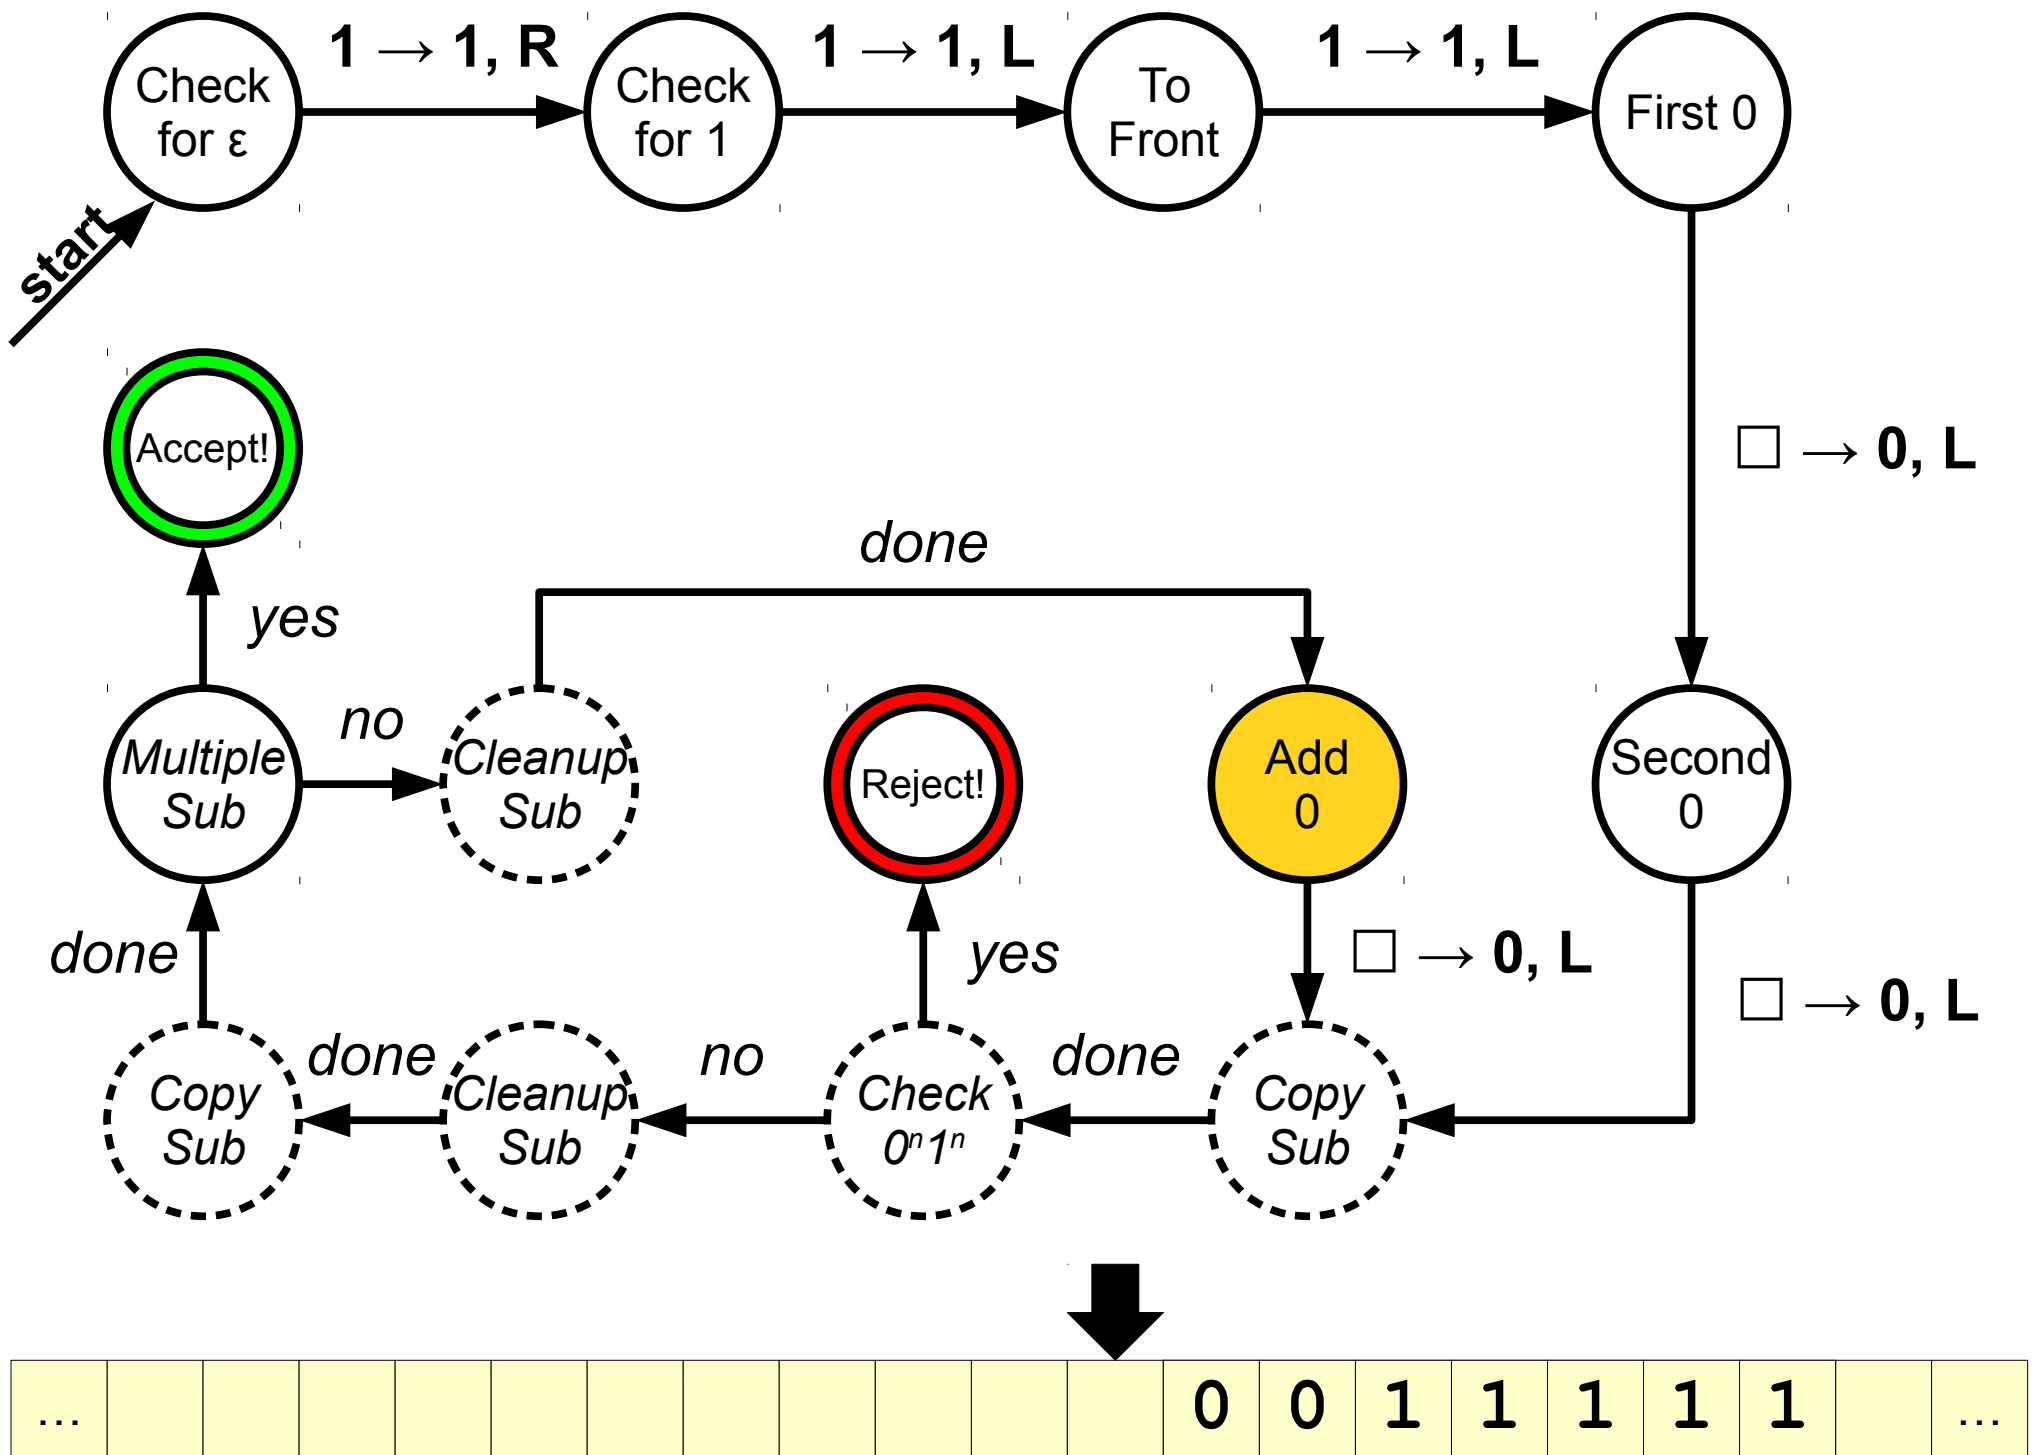 1 → 1, R
1 → 1, L
1 → 1, L
Check
for ε
Check
for 1
To
Front
First 0
start
□ → 0, L
Accept!
done
yes
no
Multiple
Sub
Cleanup
Sub
Reject!
Add
0
Second
0
done
yes
□ → 0, L
□ → 0, L
done
no
done
Copy
Sub
Cleanup
Sub
Check
0ⁿ1ⁿ
Copy
Sub
... 0 0 1 1 1 1 1 ...